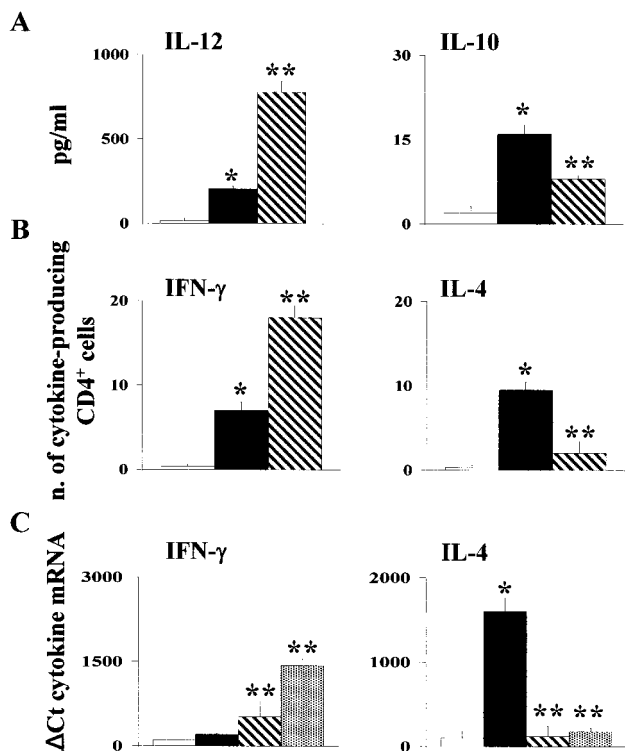 A
IL-12
IL-10
pg/ml
1000
500
0
*
**
30
15
0
*
**
B
IFN-γ
IL-4
n. of cytokine-producing
CD4+ cells
20
10
0
*
**
20
10
0
*
**
C
IFN-γ
IL-4
ΔCt cytokine mRNA
3000
1500
0
**
**
2000
1000
0
*
**
**